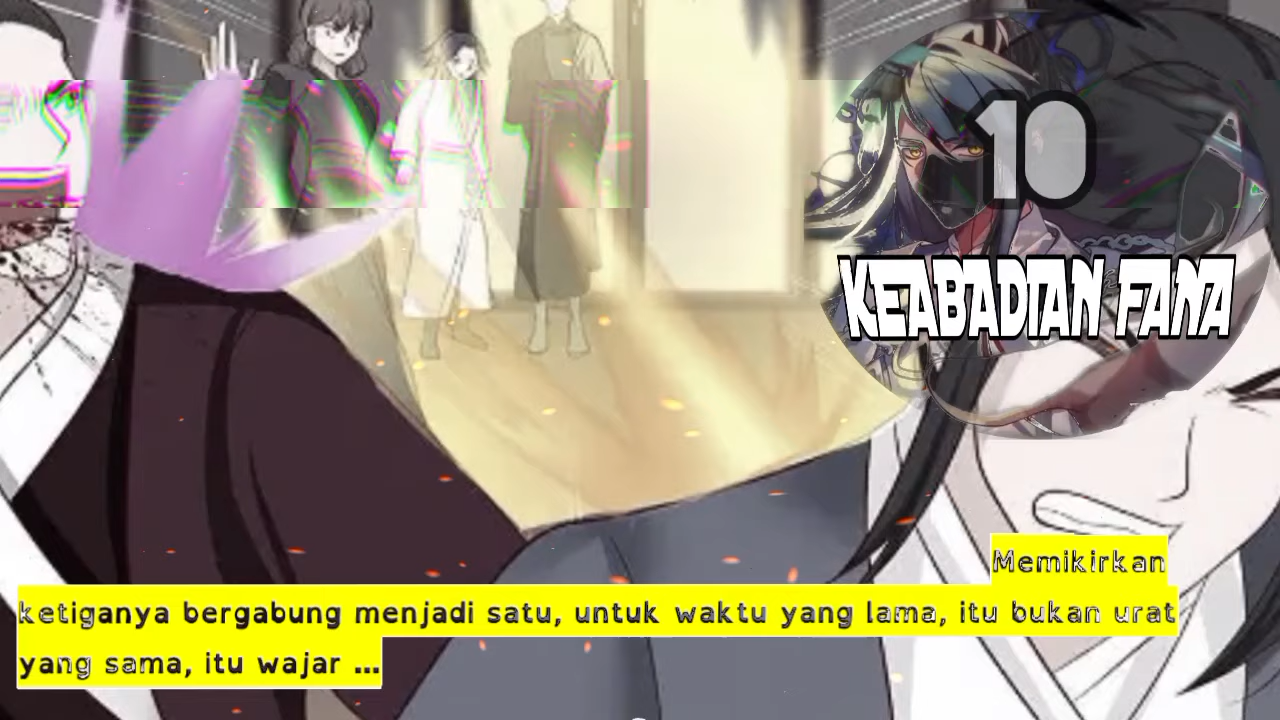 10
KEABADIAN FANA
Memikirkan
ketiganya bergabung menjadi satu, untuk waktu yang lama, itu bukan urat
yang sama, itu wajar ...